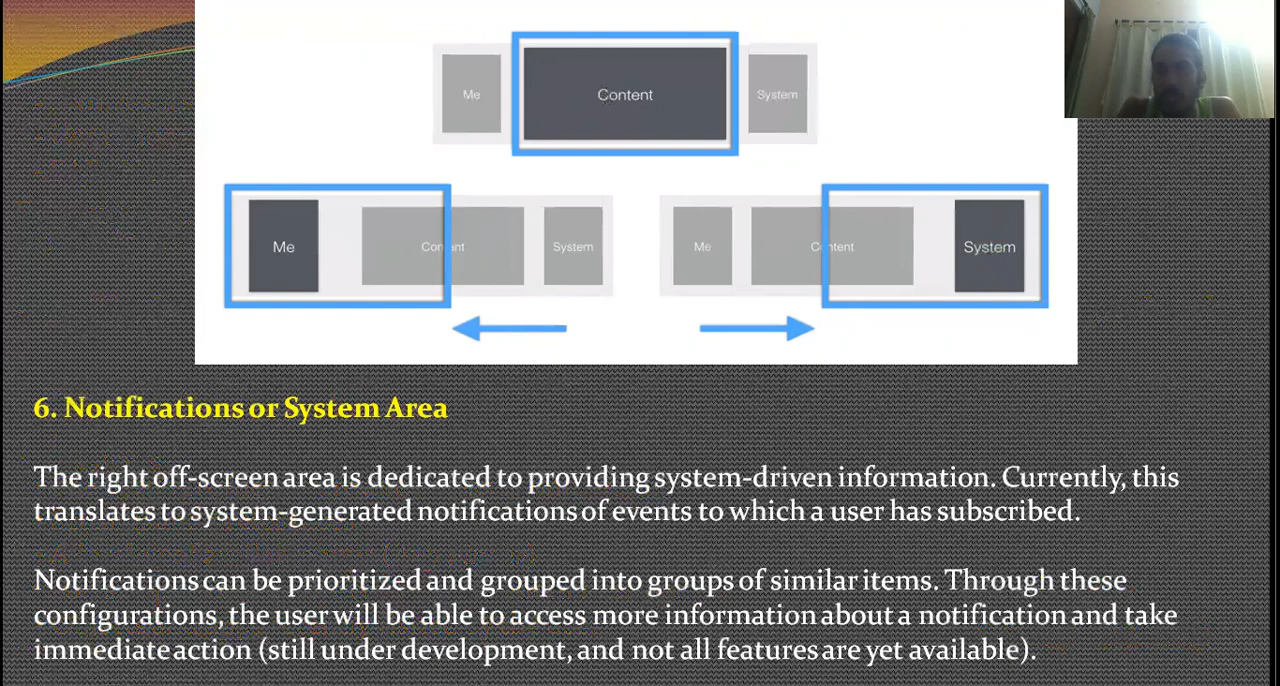 Me
Content
System
Me
Content
System
Me
Content
System
6. Notifications or System Area
The right off-screen area is dedicated to providing system-driven information. Currently, this
translates to system-generated notifications of events to which a user has subscribed.
Notifications can be prioritized and grouped into groups of similar items. Through these
configurations, the user will be able to access more information about a notification and take
immediate action (still under development, and not all features are yet available).